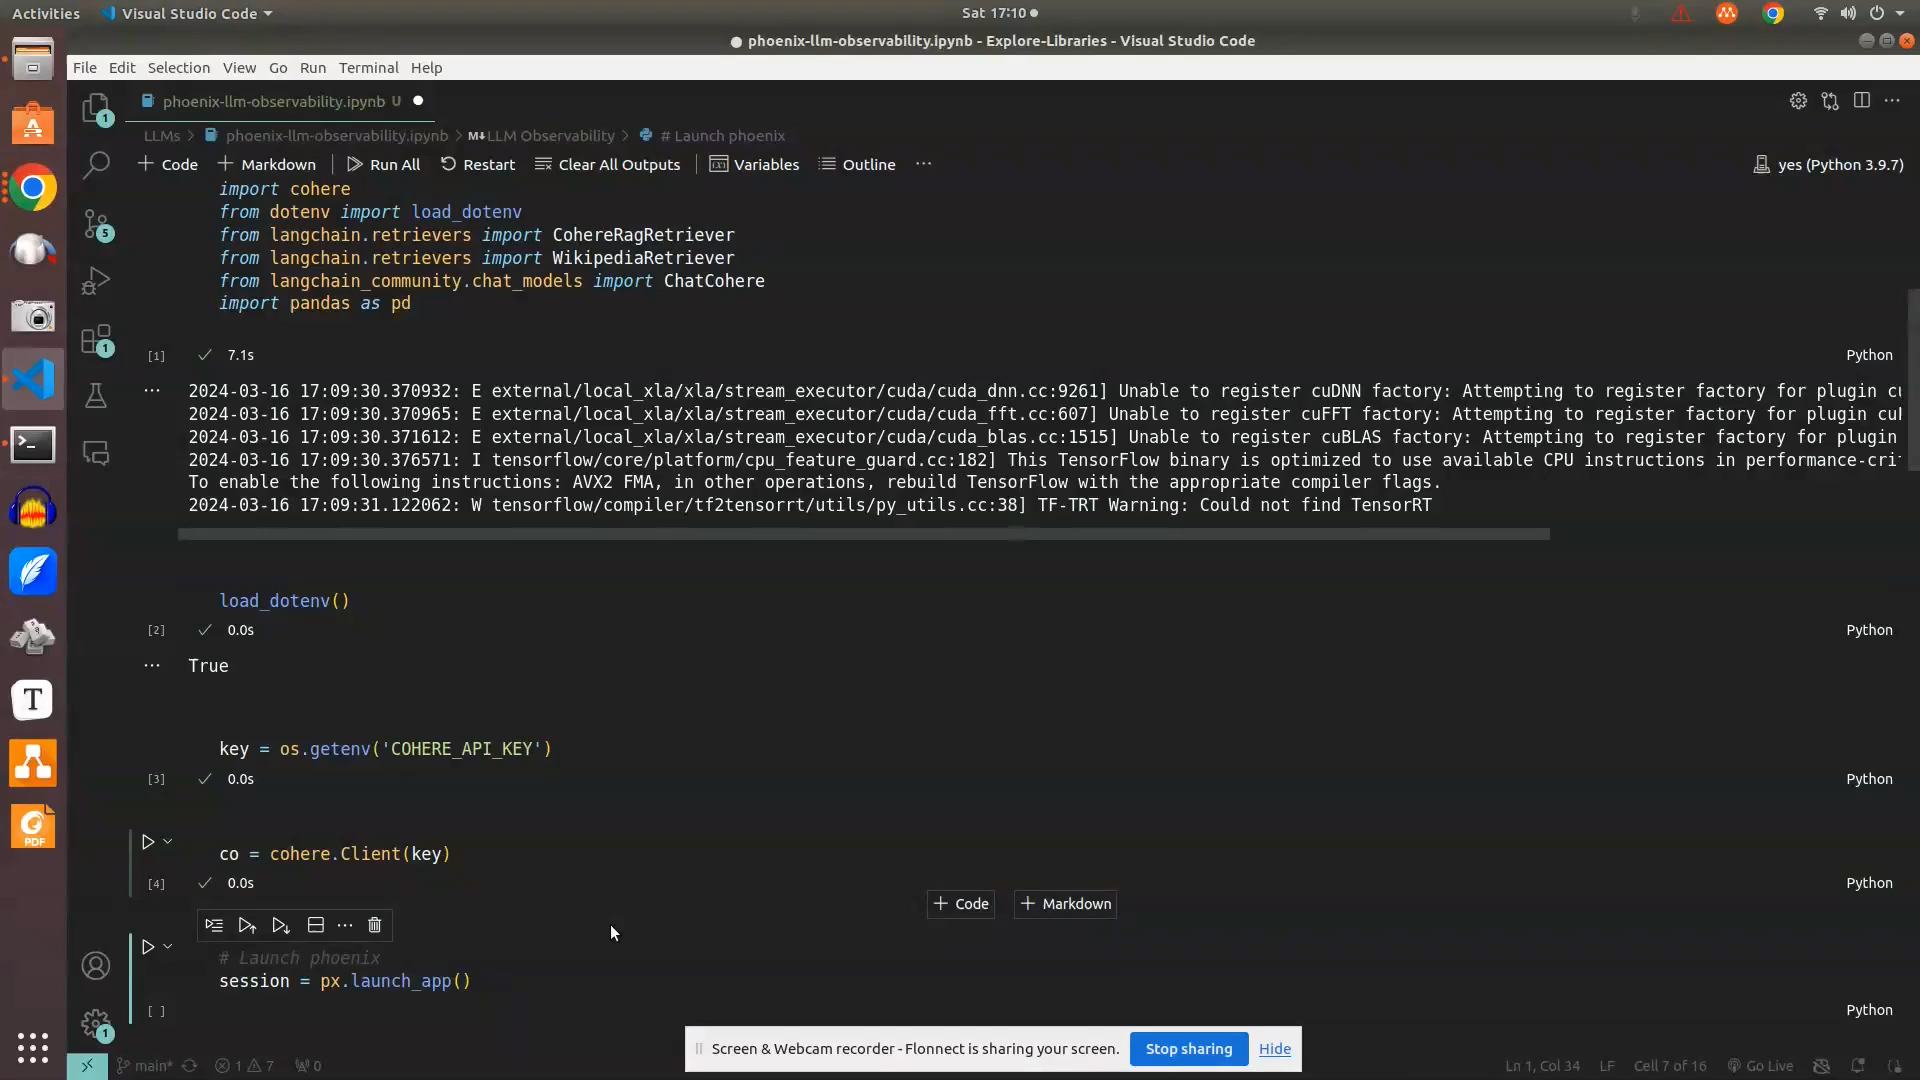 Activities
Visual Studio Code
Sat 17:10
phoenix-llm-observability.ipynb - Explore-Libraries - Visual Studio Code
File Edit Selection View Go Run Terminal Help
phoenix-llm-observability.ipynb U
LLMs > phoenix-llm-observability.ipynb > M↓LLM Observability > # Launch phoenix
+ Code + Markdown Run All Restart Clear All Outputs Variables Outline ...
yes (Python 3.9.7)
import cohere
from dotenv import load_dotenv
from langchain.retrievers import CohereRagRetriever
from langchain.retrievers import WikipediaRetriever
from langchain_community.chat_models import ChatCohere
import pandas as pd
[1] 7.1s Python
2024-03-16 17:09:30.370932: E external/local_xla/xla/stream_executor/cuda/cuda_dnn.cc:9261] Unable to register cuDNN factory: Attempting to register factory for plugin
2024-03-16 17:09:30.370965: E external/local_xla/xla/stream_executor/cuda/cuda_fft.cc:607] Unable to register cuFFT factory: Attempting to register factory for plugin
2024-03-16 17:09:30.371612: E external/local_xla/xla/stream_executor/cuda/cuda_blas.cc:1515] Unable to register cuBLAS factory: Attempting to register factory for plugin
2024-03-16 17:09:30.376571: I tensorflow/core/platform/cpu_feature_guard.cc:182] This TensorFlow binary is optimized to use available CPU instructions in performance-cri
To enable the following instructions: AVX2 FMA, in other operations, rebuild TensorFlow with the appropriate compiler flags.
2024-03-16 17:09:31.122062: W tensorflow/compiler/tf2tensorrt/utils/py_utils.cc:38] TF-TRT Warning: Could not find TensorRT
load_dotenv()
[2] 0.0s Python
True
key = os.getenv('COHERE_API_KEY')
[3] 0.0s Python
co = cohere.Client(key)
[4] 0.0s Python
+ Code + Markdown
# Launch phoenix
session = px.launch_app()
[ ] Python
Screen & Webcam recorder - Flonnect is sharing your screen. Stop sharing Hide
main* 1 7 0
Ln 1, Col 34 LF Cell 7 of 16 Go Live
1
5
1
1
T
PDF